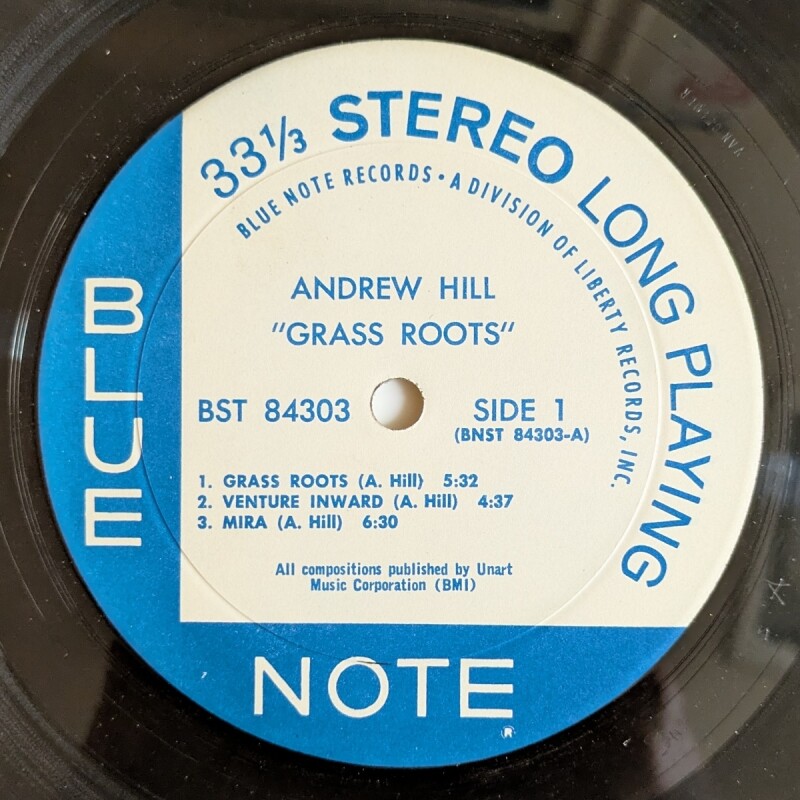 33⅓ STEREO LONG PLAYING
BLUE NOTE RECORDS • A DIVISION OF LIBERTY RECORDS, INC.
ANDREW HILL
"GRASS ROOTS"
BST 84303
SIDE 1
(BNST 84303-A)
1. GRASS ROOTS (A. Hill) 5:32
2. VENTURE INWARD (A. Hill) 4:37
3. MIRA (A. Hill) 6:30
All compositions published by Unart
Music Corporation (BMI)
BLUE
NOTE
®